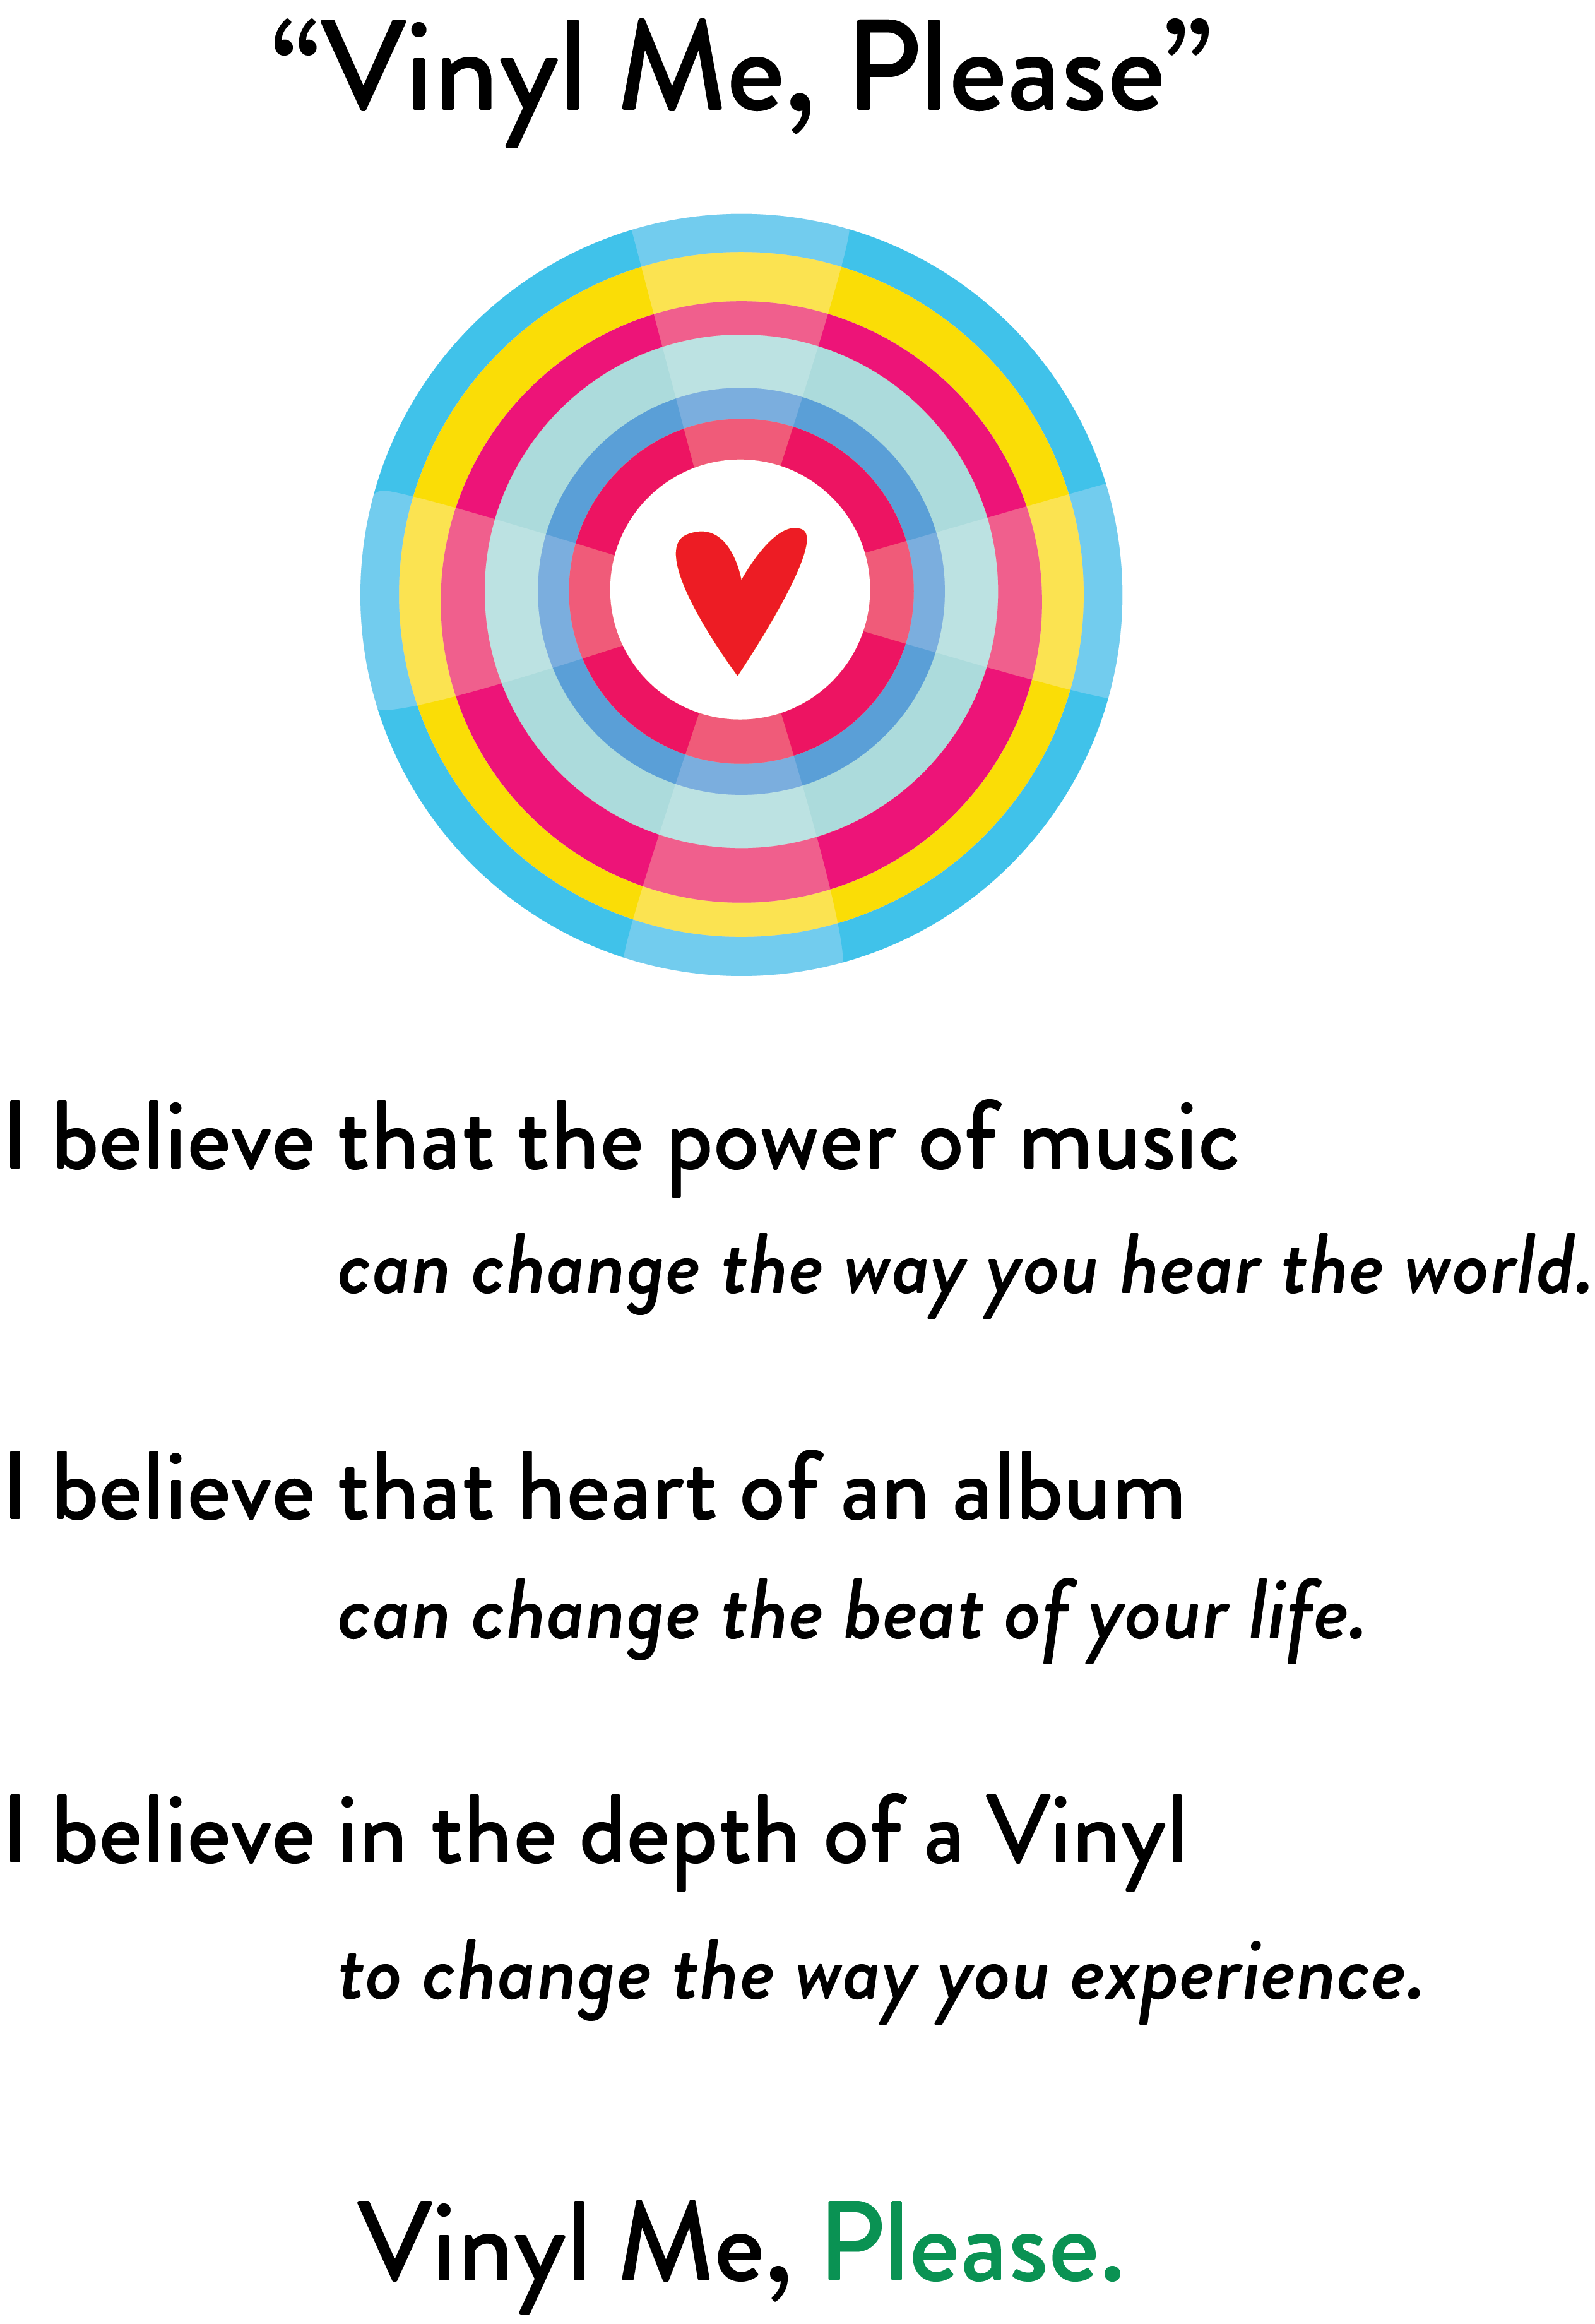 “Vinyl Me, Please”
I believe that the power of music
can change the way you hear the world.
I believe that heart of an album
can change the beat of your life.
I believe in the depth of a Vinyl
to change the way you experience.
Vinyl Me, Please.